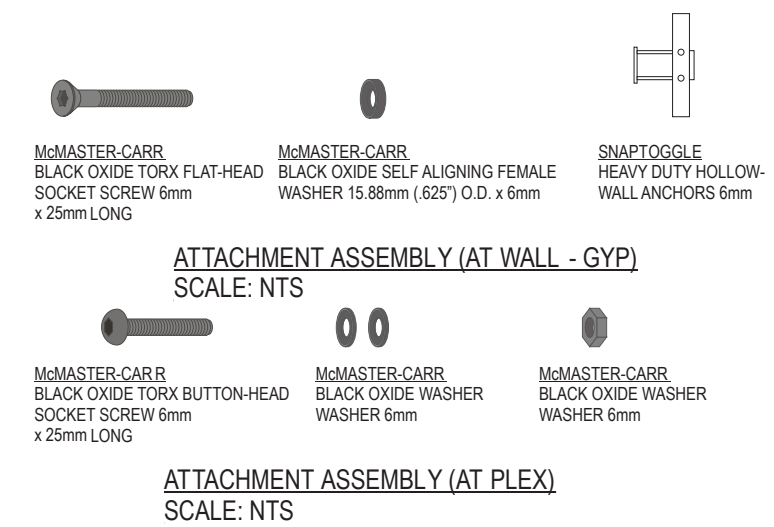 McMASTER-CARR
BLACK OXIDE TORX FLAT-HEAD
SOCKET SCREW 6mm
x 25mm LONG
McMASTER-CARR
BLACK OXIDE SELF ALIGNING FEMALE
WASHER 15.88mm (.625") O.D. x 6mm
SNAPTOGGLE
HEAVY DUTY HOLLOW-
WALL ANCHORS 6mm
ATTACHMENT ASSEMBLY (AT WALL - GYP)
SCALE: NTS
McMASTER-CARR
BLACK OXIDE TORX BUTTON-HEAD
SOCKET SCREW 6mm
x 25mm LONG
McMASTER-CARR
BLACK OXIDE WASHER
WASHER 6mm
McMASTER-CARR
BLACK OXIDE WASHER
WASHER 6mm
ATTACHMENT ASSEMBLY (AT PLEX)
SCALE: NTS